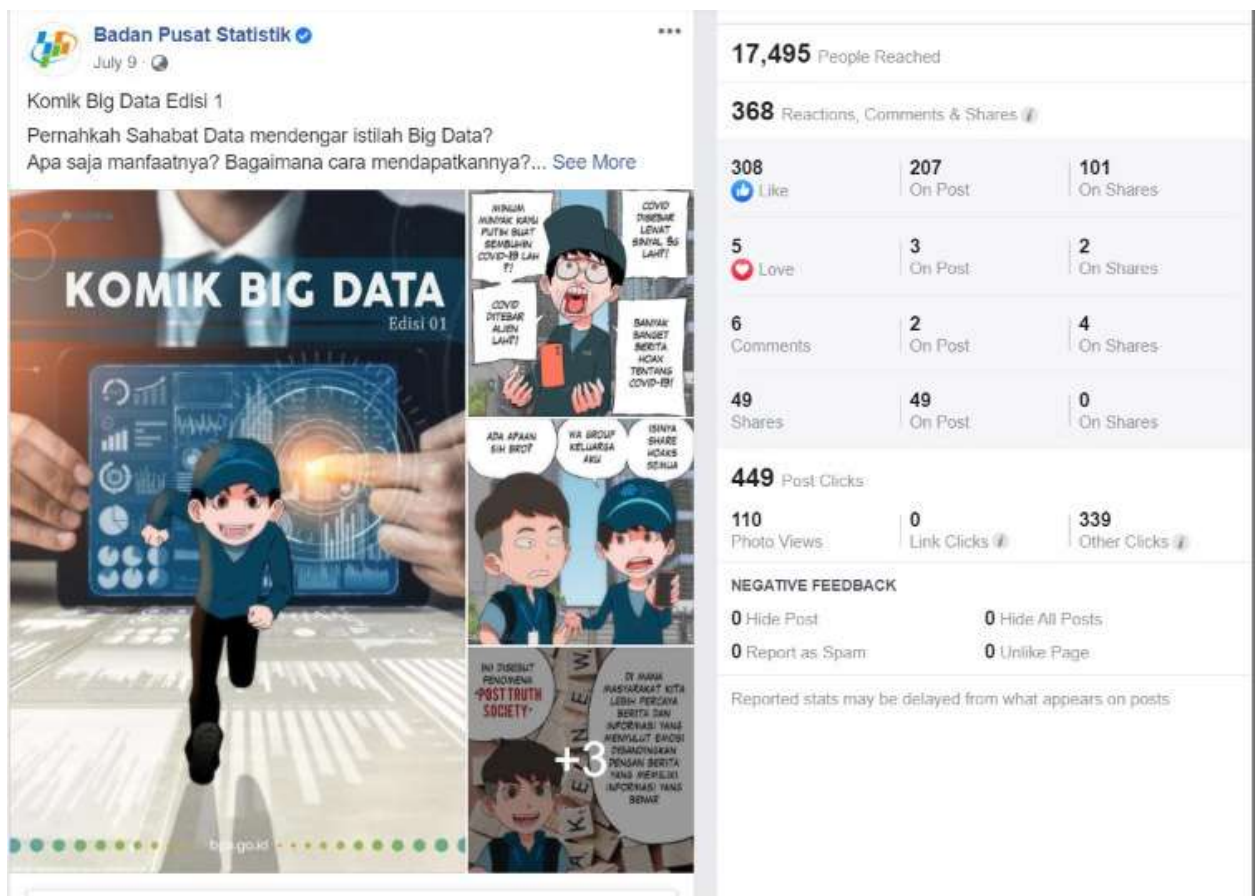 Badan Pusat Statistik
July 9
Komik Big Data Edisi 1
Pernahkah Sahabat Data mendengar istilah Big Data?
Apa saja manfaatnya? Bagaimana cara mendapatkannya?... See More
KOMIK BIG DATA
Edisi 01
bps.go.id
MINUM
MINYAK KAYU
PUTIH BUAT
SEMBUHIN
COVID-19 LAH
?!
COVID
DISEBAR
LEWAT
SINYAL 5G
LAH?!
COVID
DITEBAR
ALIEN
LAH?!
BANYAK
BANGET
BERITA
HOAX
TENTANG
COVID-19!
ADA APAAN
SIH BRO?
WA GROUP
KELUARGA
AKU
ISINYA
SHARE
HOAKS
SEMUA
INI DISEBUT
FENOMENA
"POST TRUTH
SOCIETY"
DI MANA
MASYARAKAT KITA
LEBIH PERCAYA
BERITA DAN
INFORMASI YANG
MENYULUT EMOSI
DIBANDINGKAN
DENGAN BERITA
YANG MEMILIKI
INFORMASI YANG
BENAR
+3
17,495 People Reached
368 Reactions, Comments & Shares
308 207 101
Like On Post On Shares
5 3 2
Love On Post On Shares
6 2 4
Comments On Post On Shares
49 49 0
Shares On Post On Shares
449 Post Clicks
110 0 339
Photo Views Link Clicks Other Clicks
NEGATIVE FEEDBACK
0 Hide Post 0 Hide All Posts
0 Report as Spam 0 Unlike Page
Reported stats may be delayed from what appears on posts